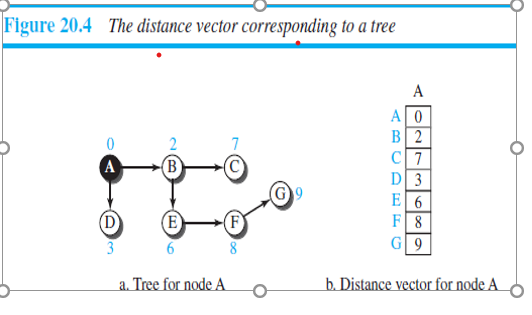 Figure 20.4 The distance vector corresponding to a tree
A
0 2 7
A B C
G 9
D E F
3 6 8
A 0
B 2
C 7
D 3
E 6
F 8
G 9
a. Tree for node A
b. Distance vector for node A